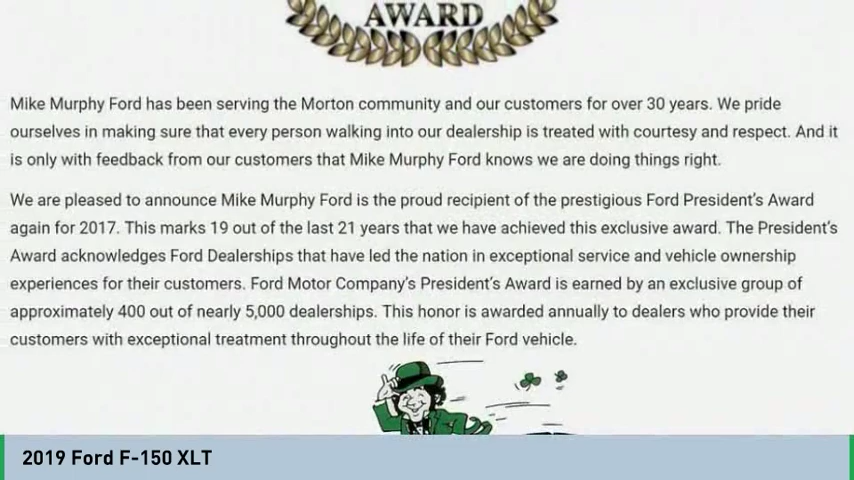 AWARD
Mike Murphy Ford has been serving the Morton community and our customers for over 30 years. We pride
ourselves in making sure that every person walking into our dealership is treated with courtesy and respect. And it
is only with feedback from our customers that Mike Murphy Ford knows we are doing things right.
We are pleased to announce Mike Murphy Ford is the proud recipient of the prestigious Ford President's Award
again for 2017. This marks 19 out of the last 21 years that we have achieved this exclusive award. The President's
Award acknowledges Ford Dealerships that have led the nation in exceptional service and vehicle ownership
experiences for their customers. Ford Motor Company's President's Award is earned by an exclusive group of
approximately 400 out of nearly 5,000 dealerships. This honor is awarded annually to dealers who provide their
customers with exceptional treatment throughout the life of their Ford vehicle.
2019 Ford F-150 XLT